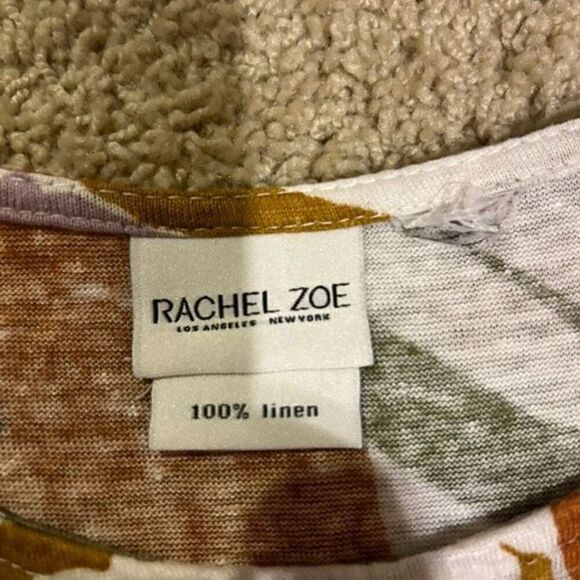 RACHEL ZOE
LOS ANGELES NEW YORK
100% linen